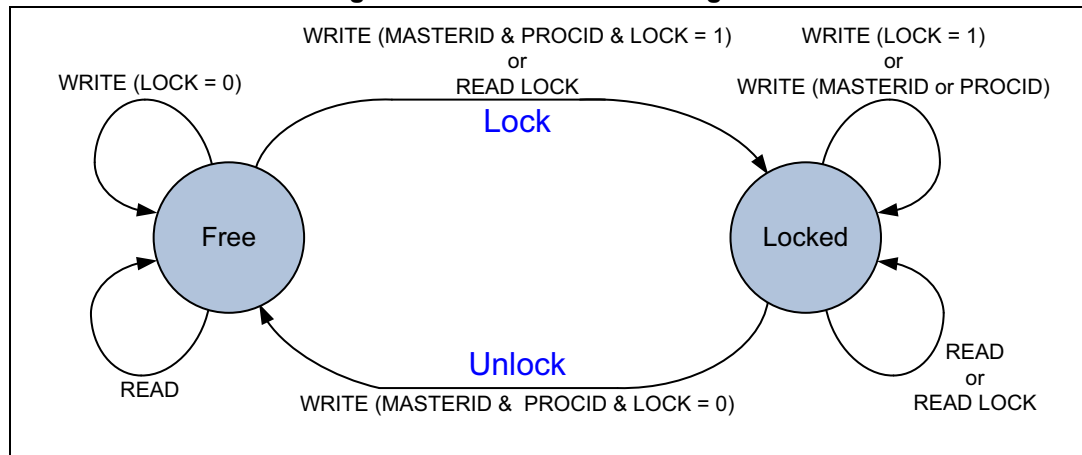 WRITE (MASTERID & PROCID & LOCK = 1)
or
READ LOCK
Lock
WRITE (LOCK = 1)
or
WRITE (MASTERID or PROCID)
WRITE (LOCK = 0)
Free
Locked
READ
Unlock
WRITE (MASTERID & PROCID & LOCK = 0)
READ
or
READ LOCK